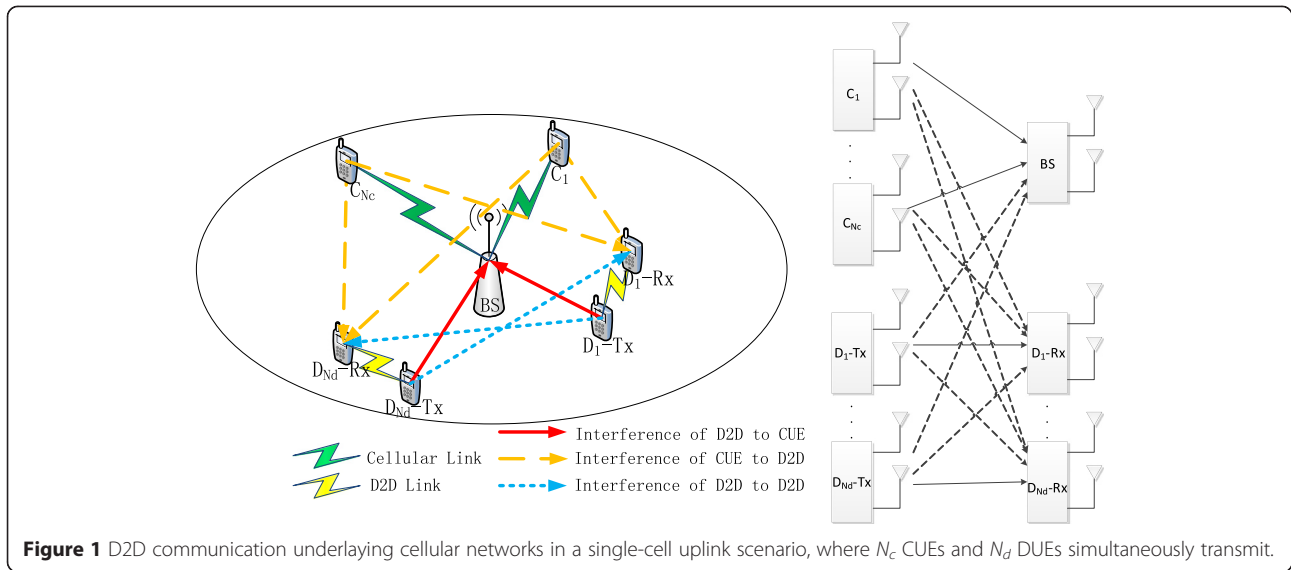 C1
CNc
BS
D1-Rx
D1-Tx
DNd-Rx
DNd-Tx
Cellular Link
D2D Link
Interference of D2D to CUE
Interference of CUE to D2D
Interference of D2D to D2D
C1
CNc
D1-Tx
DNd-Tx
BS
D1-Rx
DNd-Rx
Figure 1 D2D communication underlaying cellular networks in a single-cell uplink scenario, where Nc CUEs and Nd DUEs simultaneously transmit.